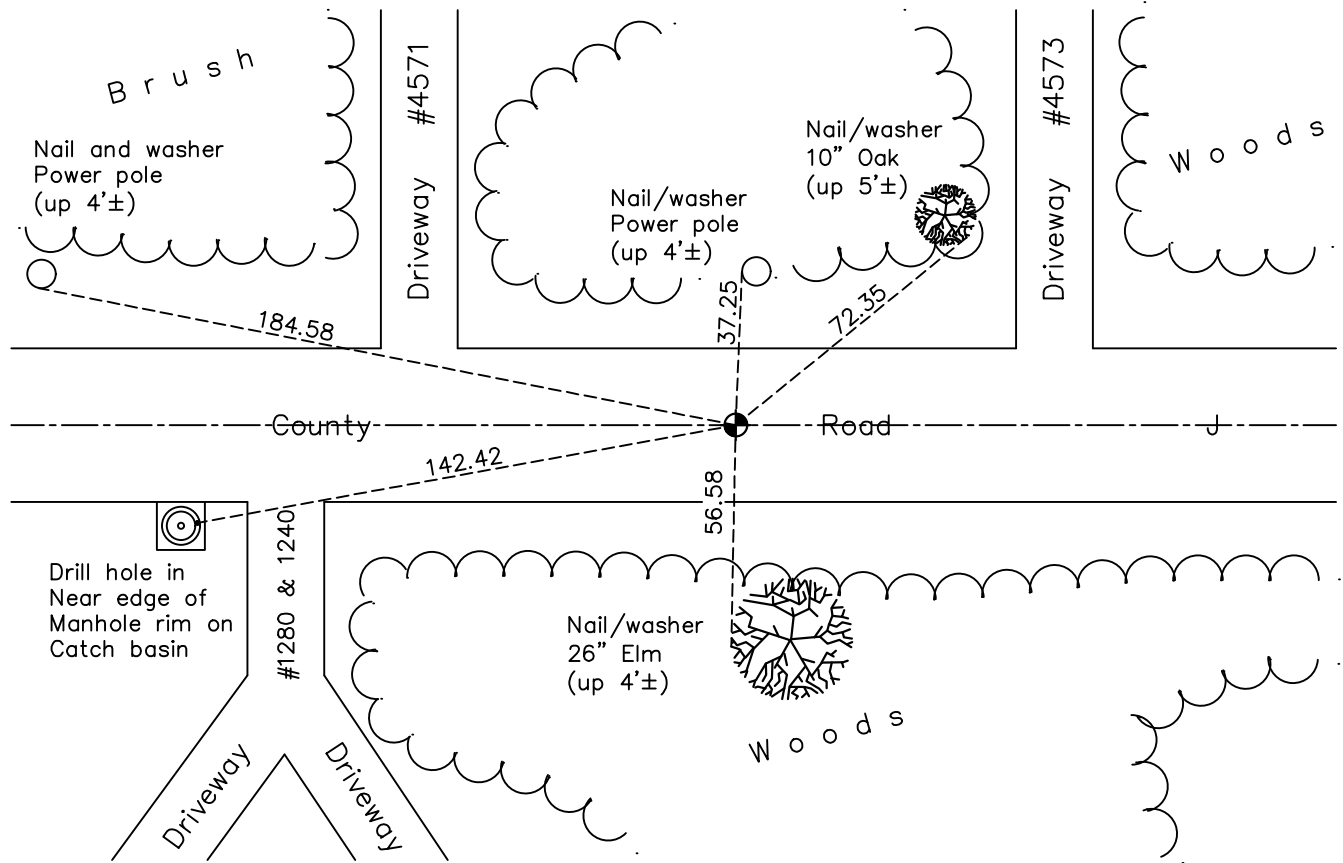 Brush
Nail and washer
Power pole
(up 4'±)
Driveway #4571
Nail/washer
Power pole
(up 4'±)
Nail/washer
10" Oak
(up 5'±)
Driveway #4573
Woods
184.58
37.25
72.35
County Road J
142.42
56.58
Drill hole in
Near edge of
Manhole rim on
Catch basin
#1280 & 1240
Nail/washer
26" Elm
(up 4'±)
Woods
Driveway
Driveway